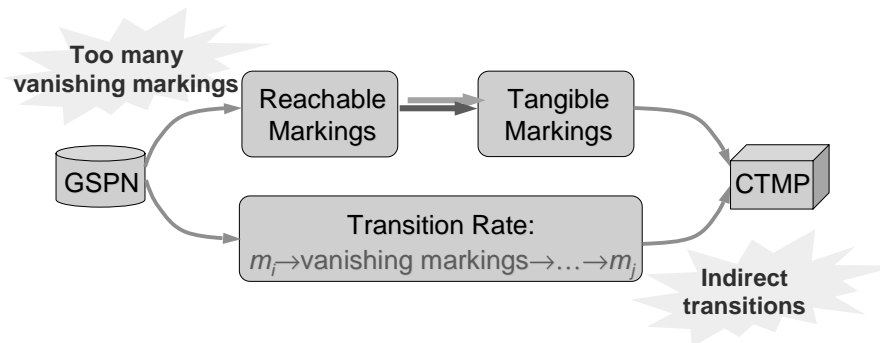 Too many
vanishing markings
Reachable
Markings
Tangible
Markings
GSPN
CTMP
Transition Rate:
mᵢ→vanishing markings→…→mⱼ
Indirect
transitions